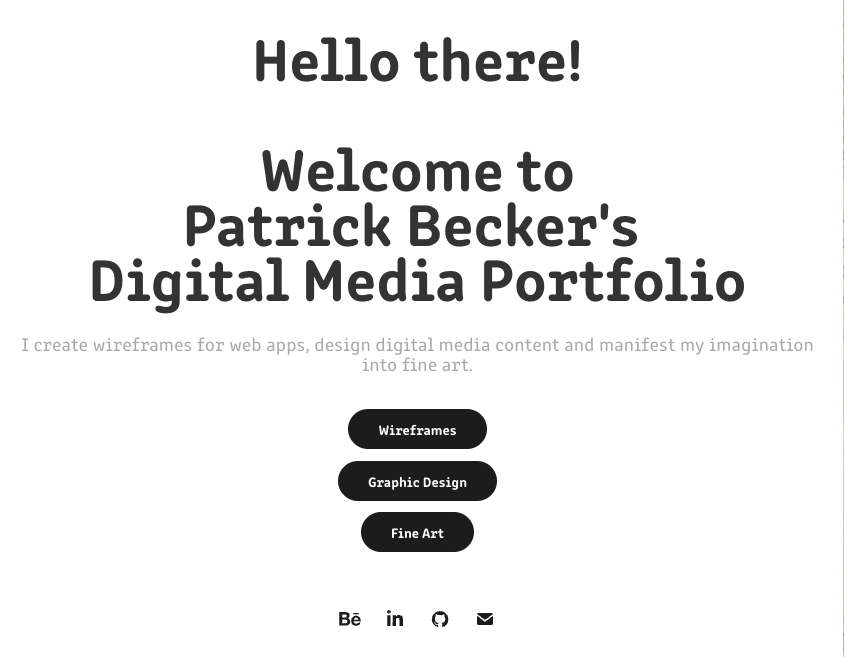 Hello there!
Welcome to
Patrick Becker's
Digital Media Portfolio
I create wireframes for web apps, design digital media content and manifest my imagination
into fine art.
Wireframes
Graphic Design
Fine Art
Bē in